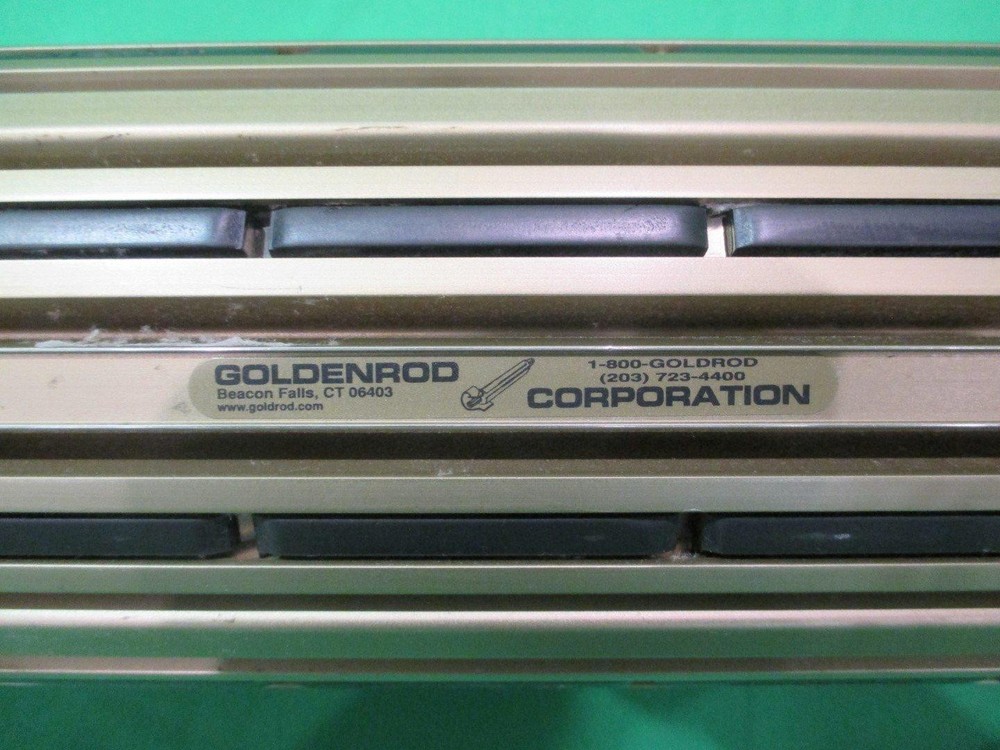 GOLDENROD
Beacon Falls, CT 06403
www.goldrod.com
1-800-GOLDROD
(203) 723-4400
CORPORATION